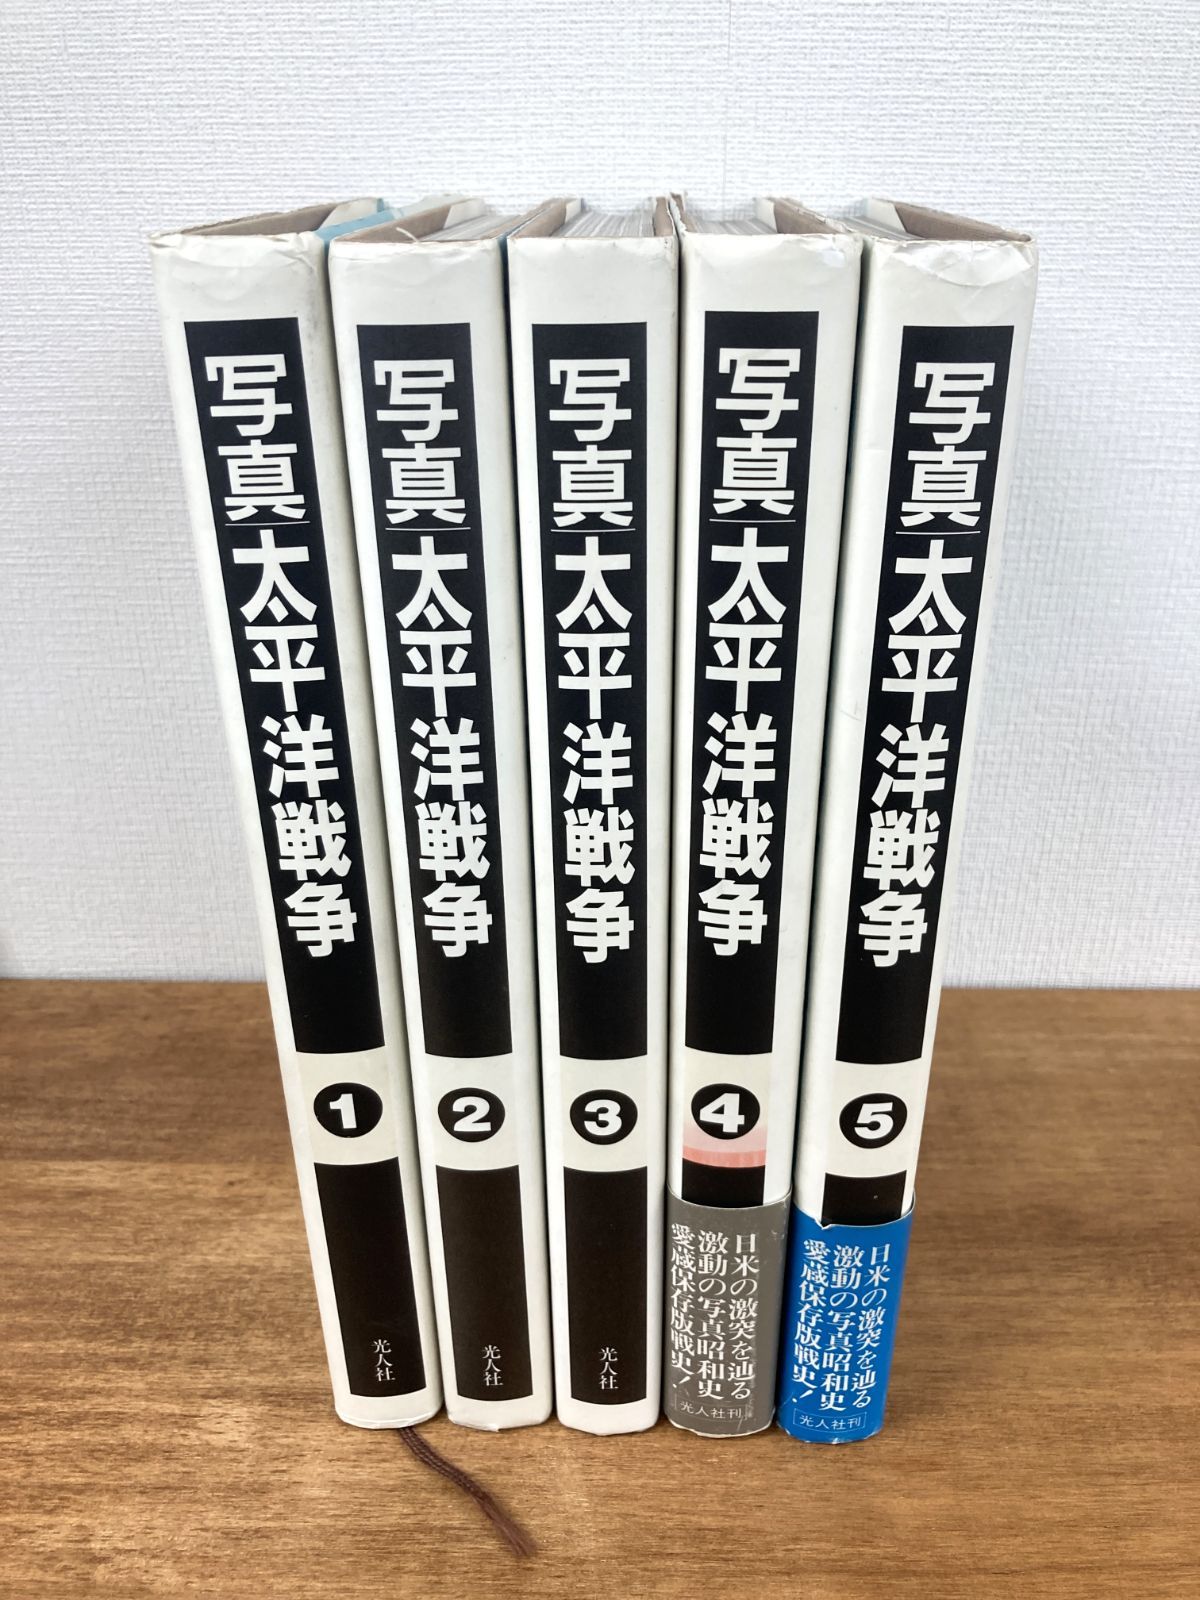 写真 太平洋戦争
1
光人社
写真 太平洋戦争
2
光人社
写真 太平洋戦争
3
光人社
写真 太平洋戦争
4
日米の激突を辿る
激動の写真昭和史
愛蔵保存版戦史!
光人社刊
写真 太平洋戦争
5
日米の激突を辿る
激動の写真昭和史
愛蔵保存版戦史!
光人社刊